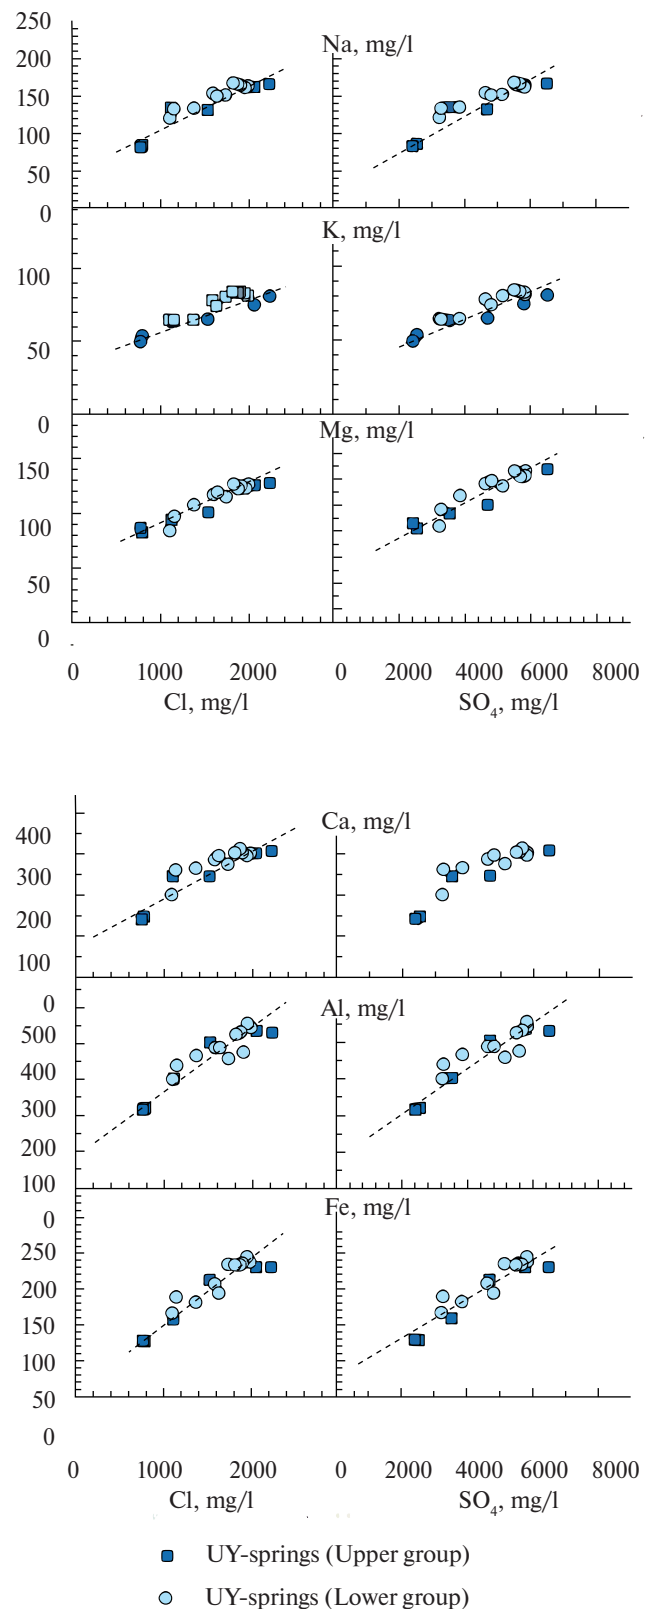 250
Na, mg/l
200
150
100
50
0
K, mg/l
100
50
0
Mg, mg/l
150
100
50
0
1000 2000 0 2000 4000 6000 8000
Cl, mg/l SO4, mg/l
Ca, mg/l
400
300
200
100
0
Al, mg/l
500
400
300
200
100
0
Fe, mg/l
250
200
150
100
50
0
0 1000 2000 0 2000 4000 6000 8000
Cl, mg/l SO4, mg/l
UY-springs (Upper group)
UY-springs (Lower group)